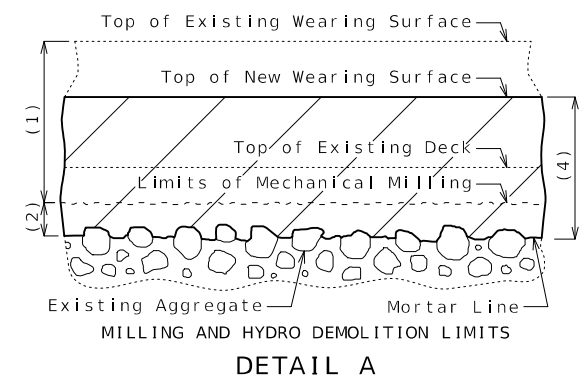 Top of Existing Wearing Surface
Top of New Wearing Surface
(1)
Top of Existing Deck
(4)
Limits of Mechanical Milling
(2)
Existing Aggregate
Mortar Line
MILLING AND HYDRO DEMOLITION LIMITS
DETAIL A